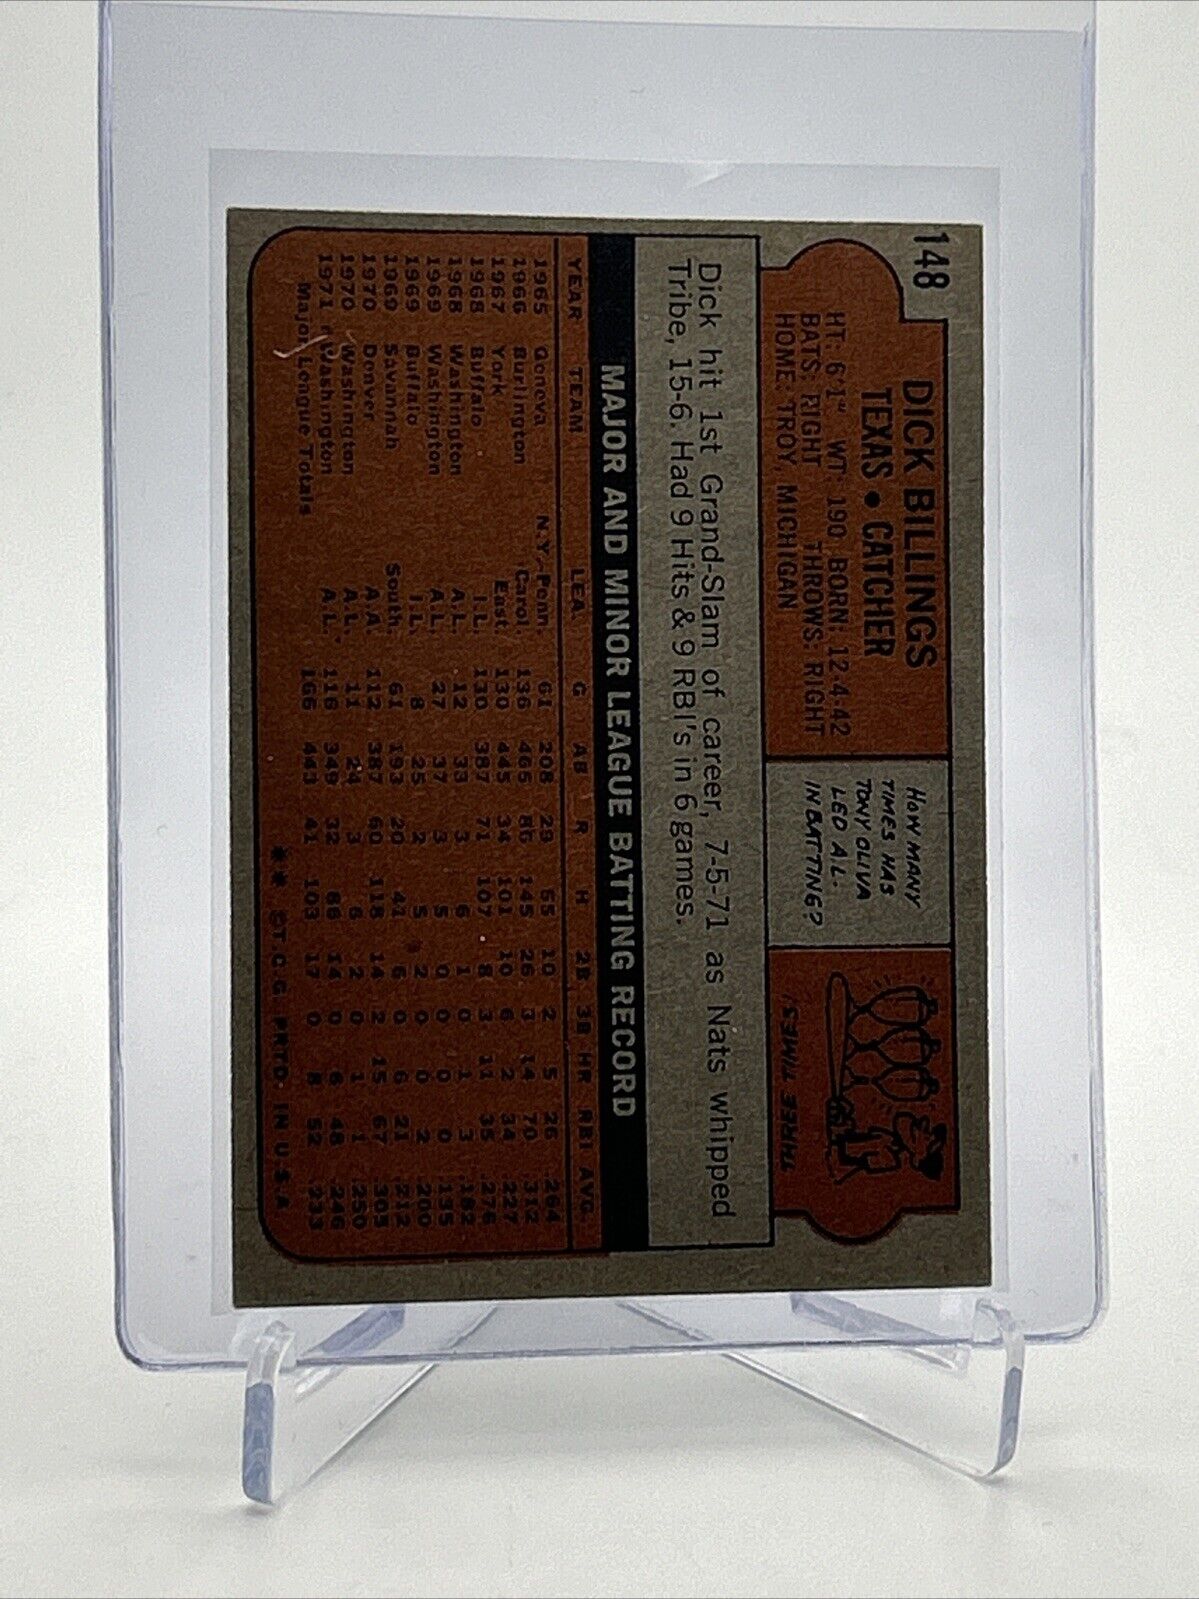 148
DICK BILLINGS
TEXAS • CATCHER
HT: 6'1" WT: 190 BORN: 12-4-42
BATS: RIGHT THROWS: RIGHT
HOME: TROY, MICHIGAN
HOW MANY
TIMES HAS
TONY OLIVA
LED A.L.
IN BATTING?
THREE TIMES.
Dick hit 1st Grand-Slam of career, 7-5-71 as Nats whipped
Tribe, 15-6. Had 9 Hits & 9 RBI's in 6 games.
MAJOR AND MINOR LEAGUE BATTING RECORD
YEAR TEAM LEA G AB R H 2B 3B HR RBI AVG.
1965 Geneva N.Y.-Penn. 61 208 29 55 10 2 5 26 .264
1966 Burlington Carol. 136 465 86 145 26 3 14 70 .312
1967 York East. 130 445 34 101 10 6 2 34 .227
1968 Buffalo I.L. 130 387 71 107 8 3 11 35 .276
1968 Washington A.L. 12 33 3 6 1 0 1 3 .182
1969 Washington A.L. 27 37 3 5 0 0 0 0 .135
1969 Buffalo I.L. 8 25 2 5 2 0 0 2 .200
1969 Savannah South. 61 193 20 41 6 0 6 21 .212
1970 Denver A.A. 112 387 60 118 14 2 15 67 .305
1970 Washington A.L. 11 24 3 6 2 0 1 1 .250
1971 Washington A.L. 116 349 32 86 14 0 6 48 .246
Major League Totals 166 443 41 103 17 0 8 52 .233
** ©T.C.G. PRTD. IN U.S.A.